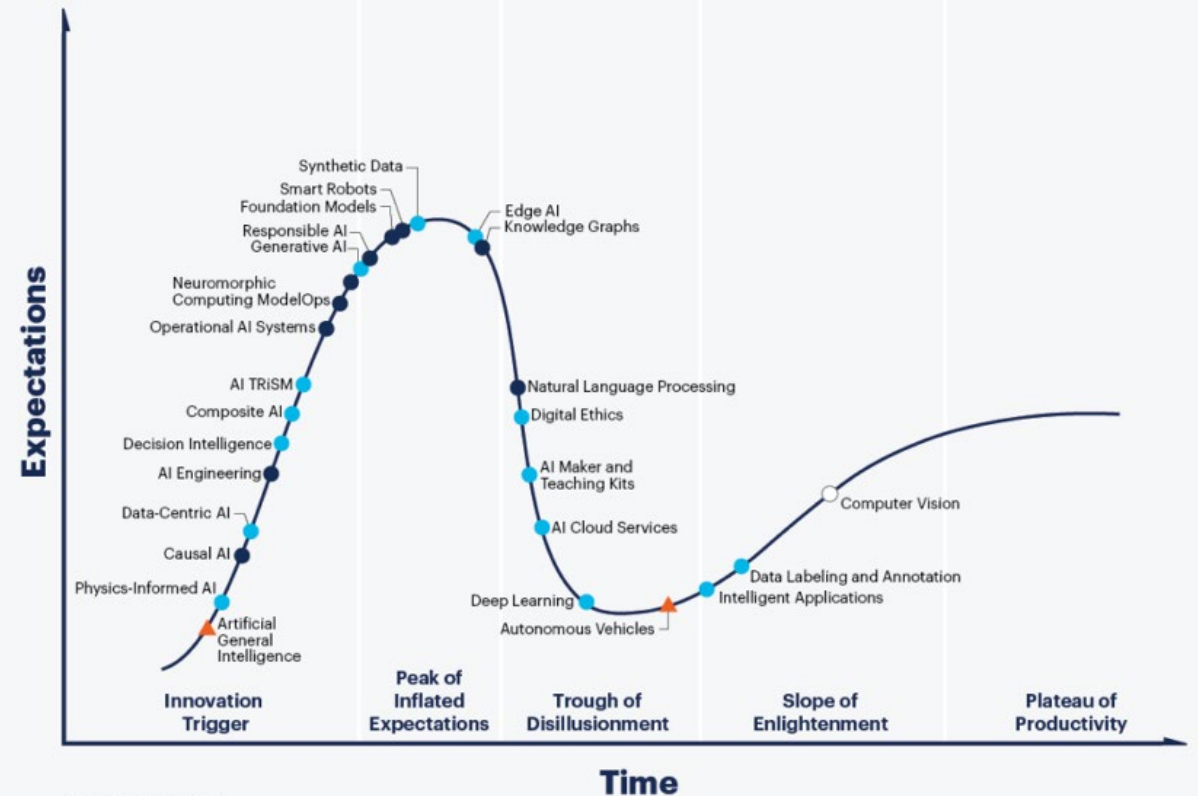 Expectations
Synthetic Data
Smart Robots
Foundation Models
Responsible AI
Generative AI
Neuromorphic
Computing ModelOps
Operational AI Systems
AI TRiSM
Composite AI
Decision Intelligence
AI Engineering
Data-Centric AI
Causal AI
Physics-Informed AI
Artificial
General
Intelligence
Edge AI
Knowledge Graphs
Natural Language Processing
Digital Ethics
AI Maker and
Teaching Kits
AI Cloud Services
Deep Learning
Autonomous Vehicles
Computer Vision
Data Labeling and Annotation
Intelligent Applications
Innovation
Trigger
Peak of
Inflated
Expectations
Trough of
Disillusionment
Slope of
Enlightenment
Plateau of
Productivity
Time